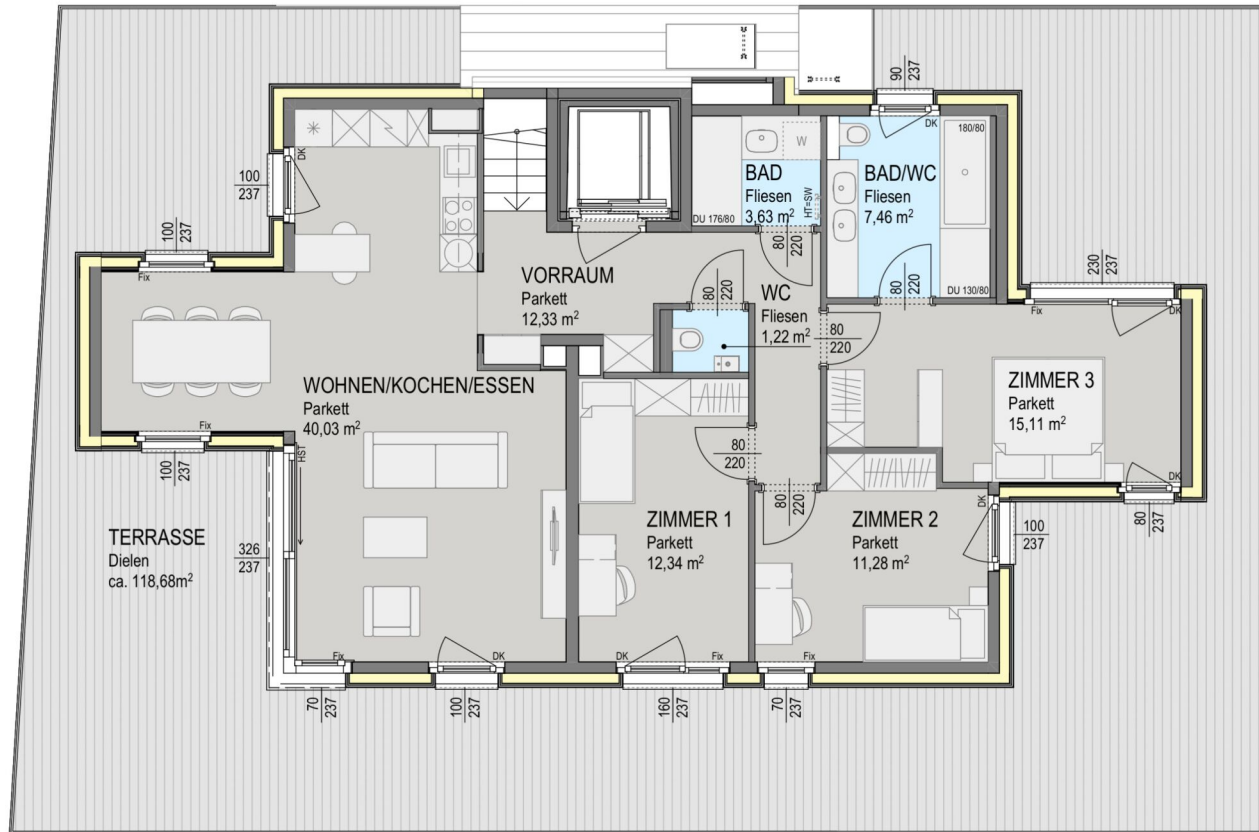 90
237
DK
180/80
DK
100
237
BAD
Fliesen
3,63 m²
W
HT=SW
DU 176/80
BAD/WC
Fliesen
7,46 m²
DU 130/80
100
237
Fix
80
220
80
220
80
220
VORRAUM
Parkett
12,33 m²
WC
Fliesen
1,22 m²
230
237
Fix
DK
80
220
WOHNEN/KOCHEN/ESSEN
Parkett
40,03 m²
ZIMMER 3
Parkett
15,11 m²
Fix
100
237
HST
80
220
80
220
DK
80
237
DK
100
237
TERRASSE
Dielen
ca. 118,68m²
326
237
ZIMMER 1
Parkett
12,34 m²
ZIMMER 2
Parkett
11,28 m²
Fix
DK
DK
Fix
Fix
Fix
70
237
100
237
160
237
70
237